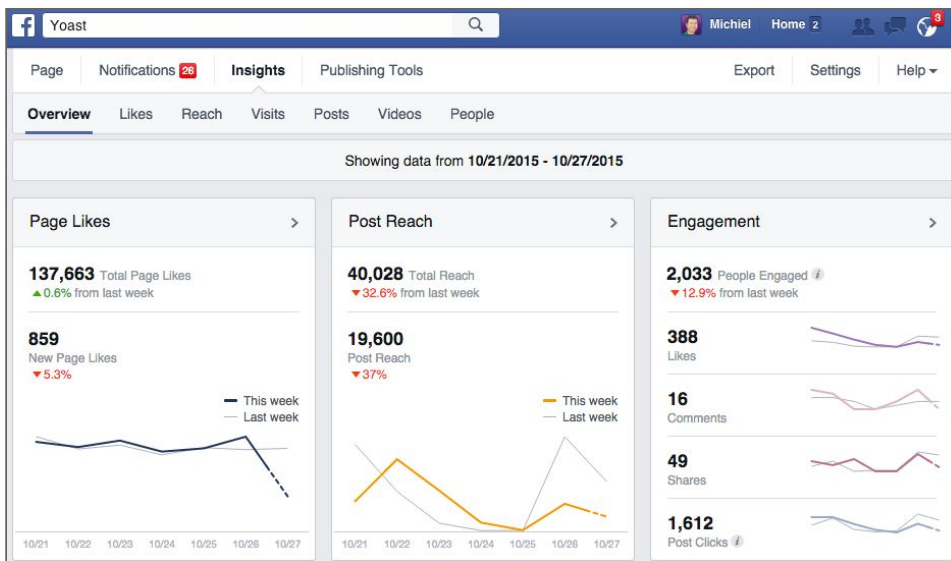 f Yoast Michiel Home 2 3
Page Notifications 26 Insights Publishing Tools Export Settings Help
Overview Likes Reach Visits Posts Videos People
Showing data from 10/21/2015 - 10/27/2015
Page Likes
137,663 Total Page Likes
0.6% from last week
859
New Page Likes
5.3%
This week
Last week
10/21 10/22 10/23 10/24 10/25 10/26 10/27
Post Reach
40,028 Total Reach
32.6% from last week
19,600
Post Reach
37%
This week
Last week
10/21 10/22 10/23 10/24 10/25 10/26 10/27
Engagement
2,033 People Engaged i
12.9% from last week
388
Likes
16
Comments
49
Shares
1,612
Post Clicks i